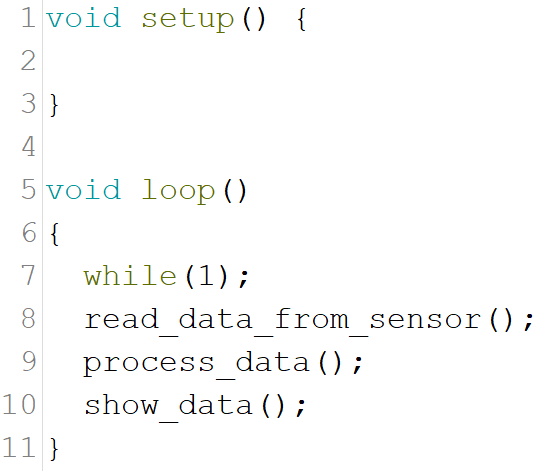 1 void setup() {
2
3 }
4
5 void loop()
6 {
7   while(1);
8   read_data_from_sensor();
9   process_data();
10   show_data();
11 }